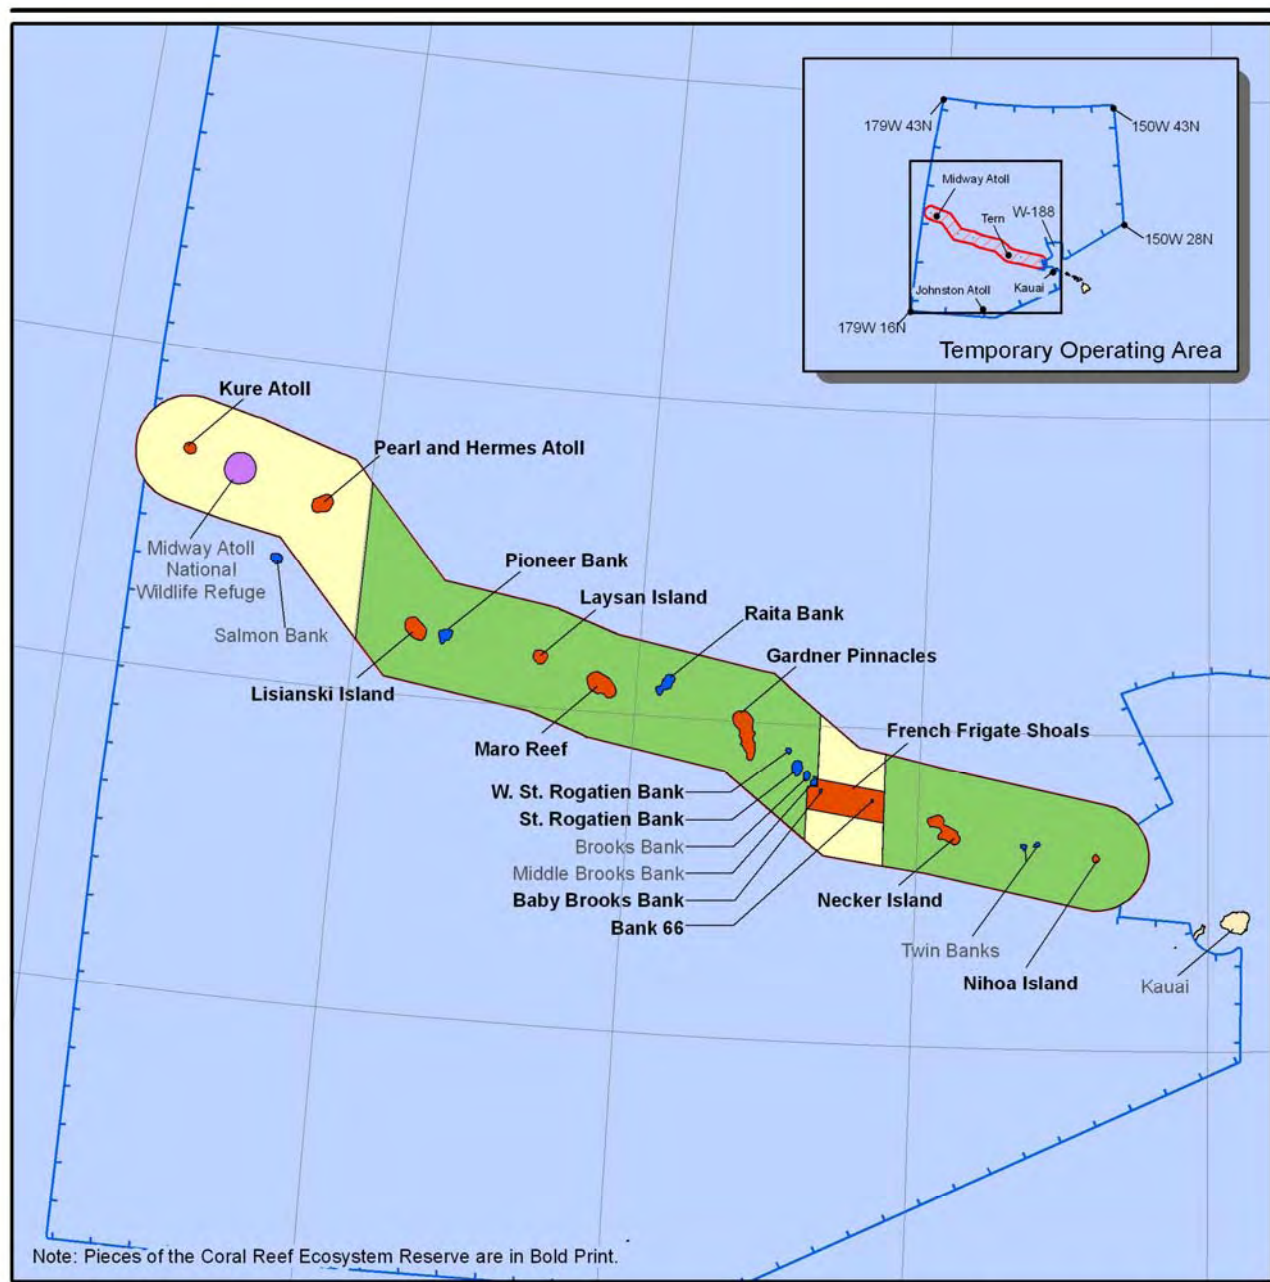 179W 43N
150W 43N
Midway Atoll
Tern
W-188
150W 28N
Johnston Atoll
Kauai
179W 16N
Temporary Operating Area
Kure Atoll
Pearl and Hermes Atoll
Midway Atoll
National
Wildlife Refuge
Salmon Bank
Pioneer Bank
Laysan Island
Raita Bank
Gardner Pinnacles
Lisianski Island
Maro Reef
French Frigate Shoals
W. St. Rogatien Bank
St. Rogatien Bank
Brooks Bank
Middle Brooks Bank
Baby Brooks Bank
Bank 66
Necker Island
Twin Banks
Nihoa Island
Kauai
Note: Pieces of the Coral Reef Ecosystem Reserve are in Bold Print.